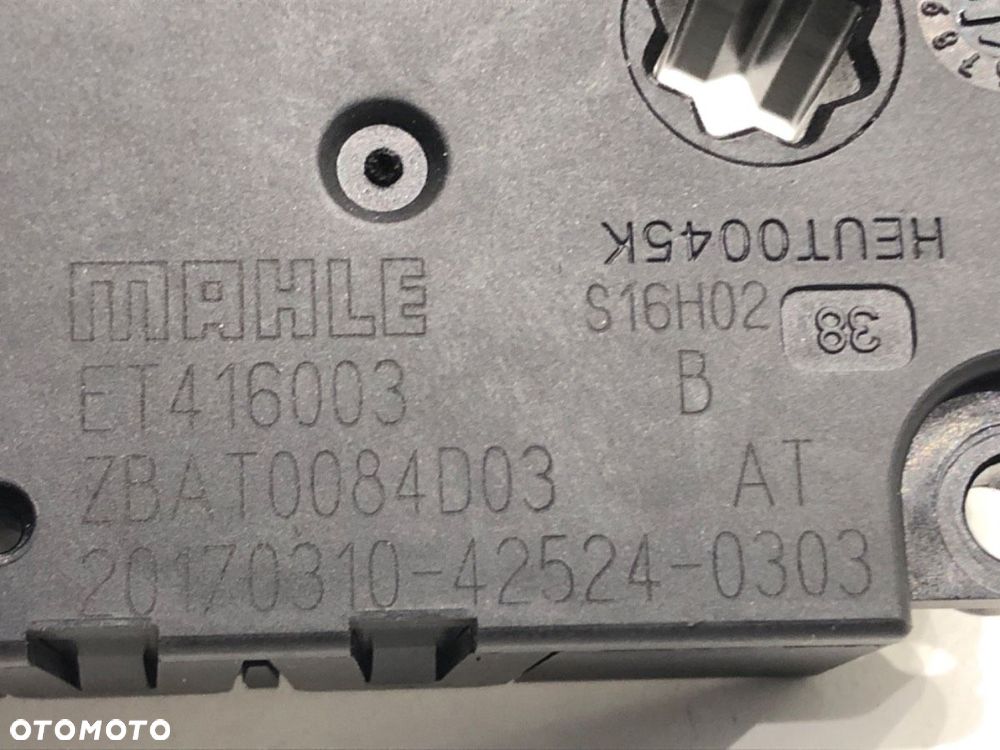 HEUT0045K
MAHLE
S16H02
38
ET416003
B
ZBAT0084D03
AT
20170310-42524-0303
OTOMOTO